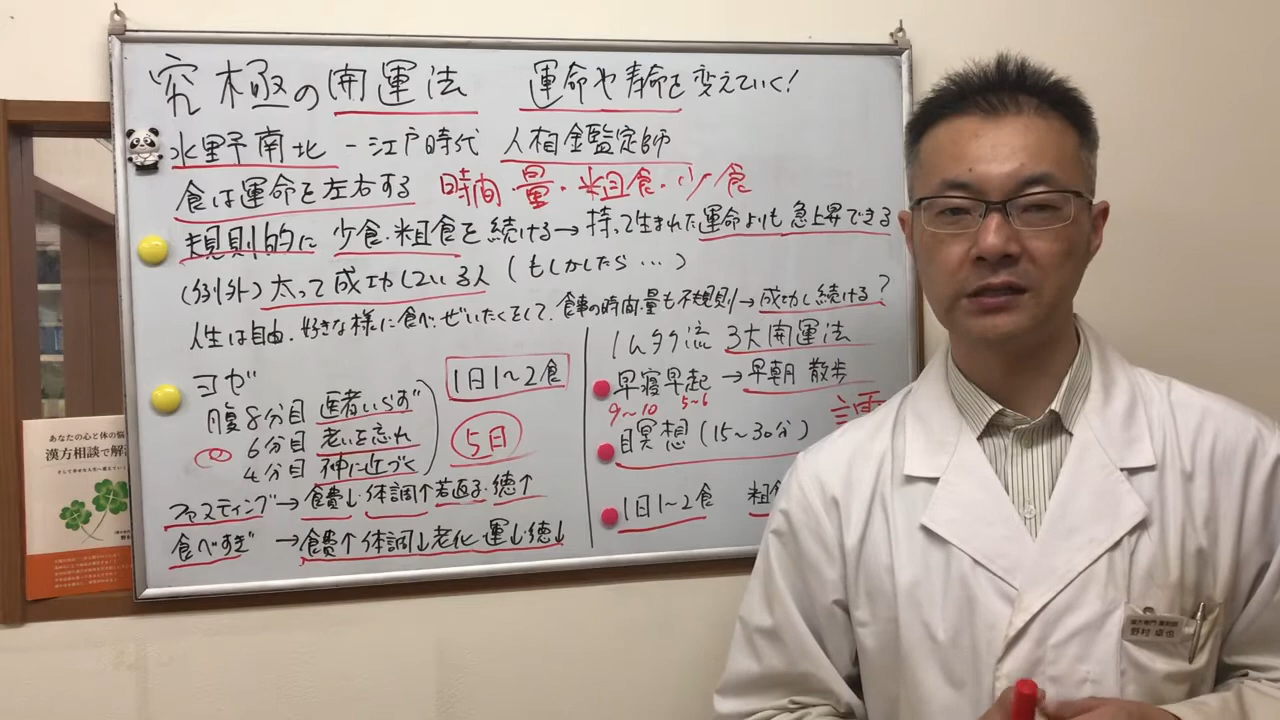 究極の開運法 運命や寿命を変えていく!
水野南北 - 江戸時代 人相鑑定師
食は運命を左右する 時間・量・粗食・少食
規則的に 少食・粗食を続ける→持って生まれた運命よりも急上昇できる
(例外) 太って成功している人 (もしかしたら…)
人生は自由. 好きな様に食べ、ぜいたくをして、食事の時間・量も不規則→成功し続ける?
ヨガ
腹8分目 医者いらず
6分目 老いを忘れ
4分目 神に近づく
1日1~2食
5日
ファスティング→食費↓・体調↑若返る・徳↑
食べすぎ→食費↑体調↓老化・運↓徳↓
ノムタク流 3大開運法
早寝早起→早朝 散歩
9~10 5~6
瞑想 (15~30分)
1日1~2食 粗
あなたの心と体の悩
漢方相談で解
野村 卓也